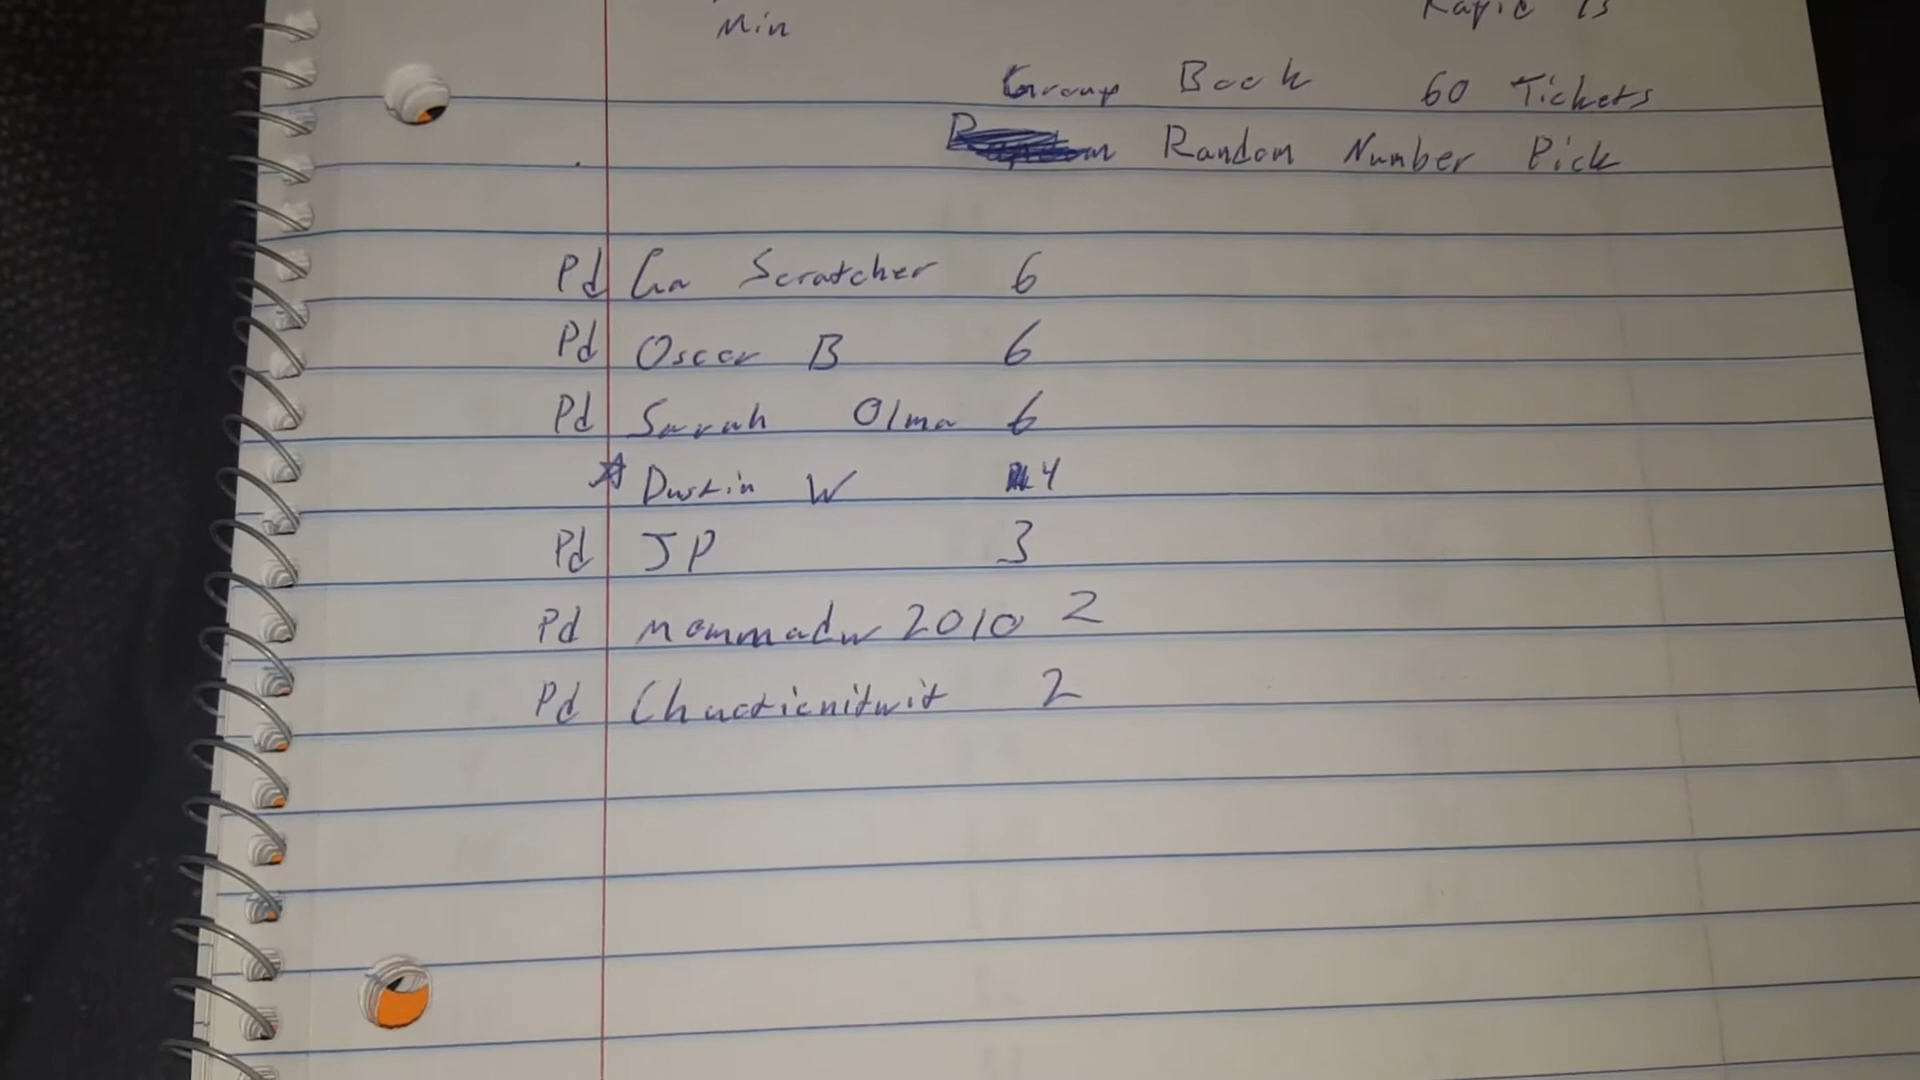 Min
Group Book 60 Tickets
Random Number Pick
Pd Ga Scratcher 6
Pd Oscar B 6
Pd Sarah Olma 6
Dustin W 4
Pd JP 3
Pd mommadw 2010 2
Pd 2